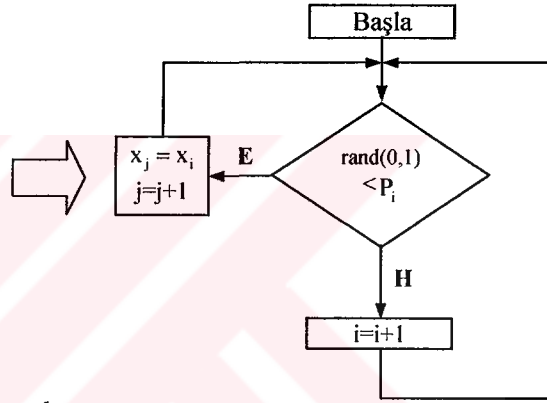 Başla
rand(0,1)
<P_i
E
x_j = x_i
j=j+1
H
i=i+1